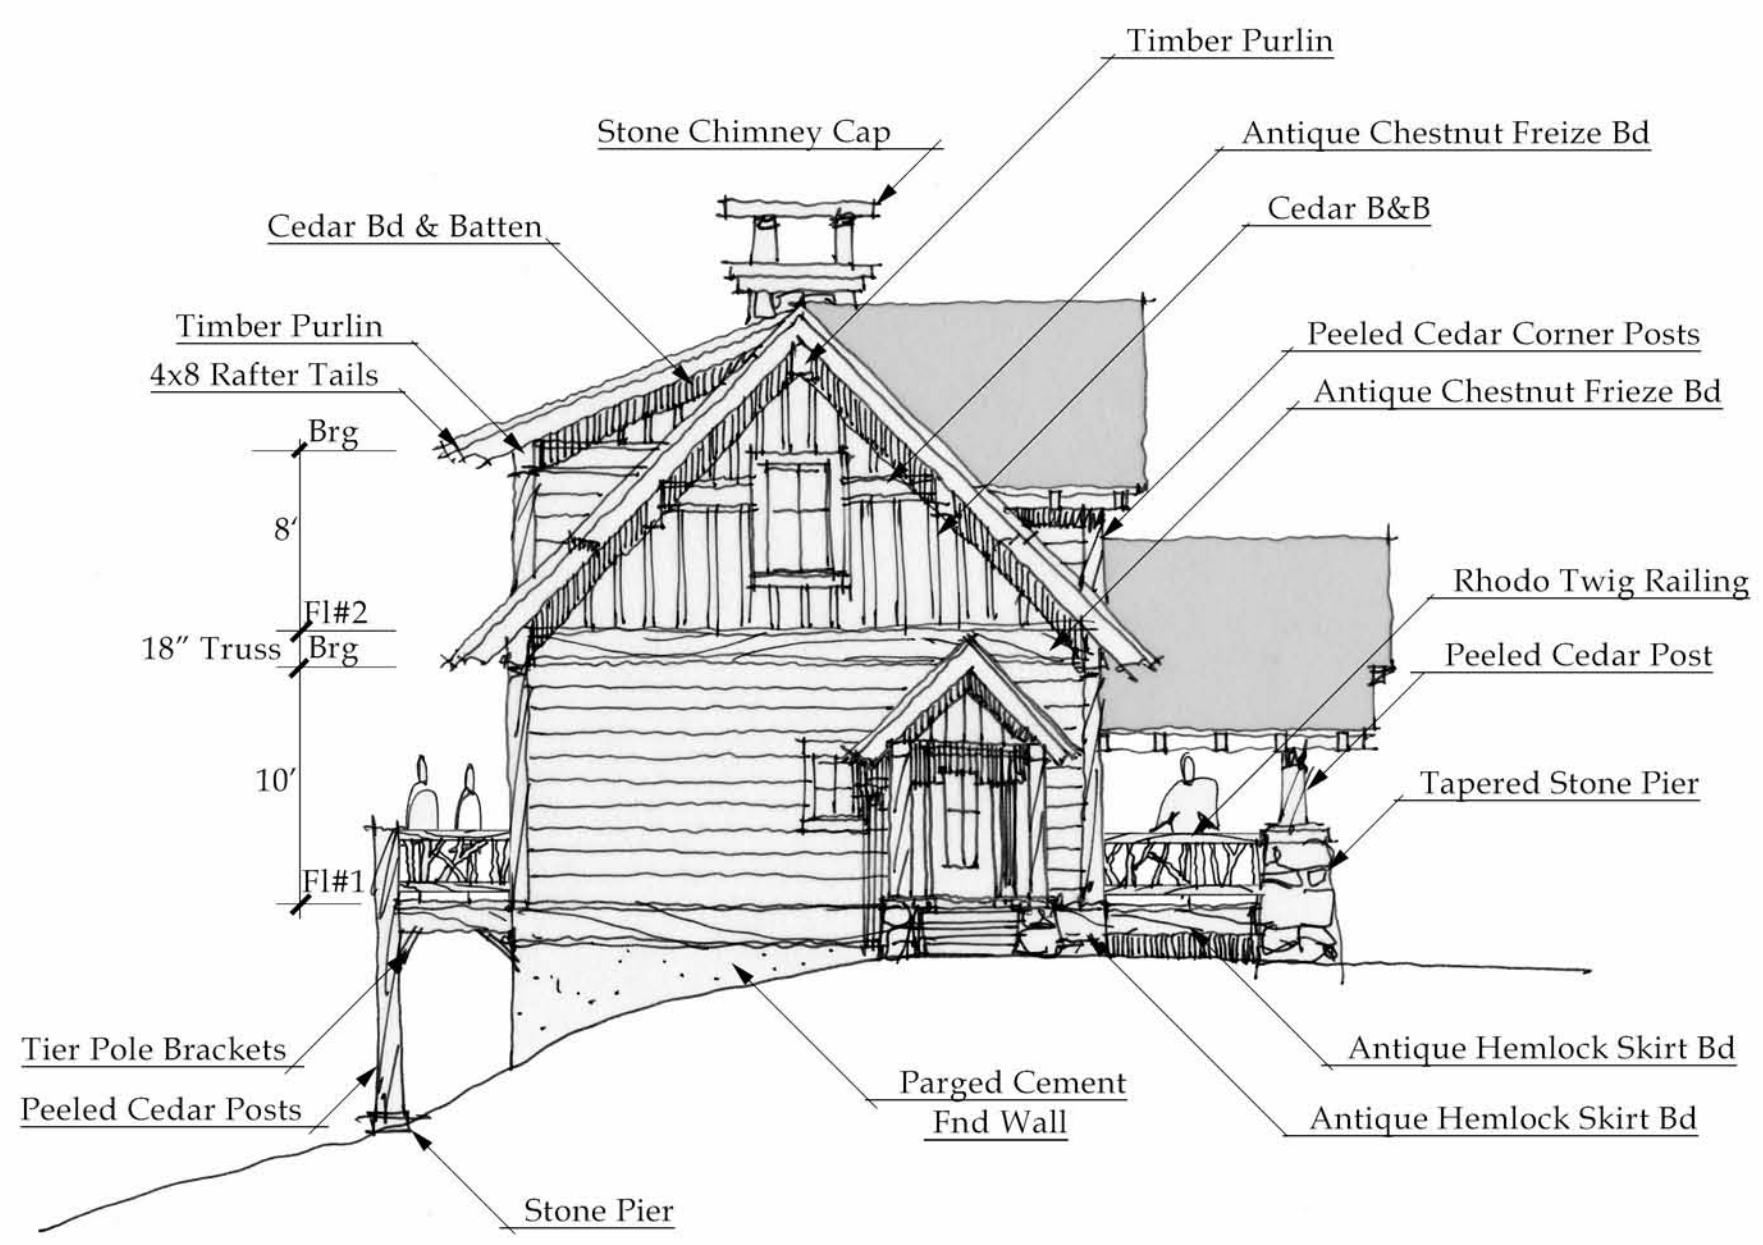 Timber Purlin
Stone Chimney Cap
Antique Chestnut Freize Bd
Cedar B&B
Cedar Bd & Batten
Timber Purlin
Peeled Cedar Corner Posts
4x8 Rafter Tails
Antique Chestnut Frieze Bd
Brg
8‘
Rhodo Twig Railing
Fl#2
18” Truss
Brg
Peeled Cedar Post
10’
Tapered Stone Pier
Fl#1
Tier Pole Brackets
Antique Hemlock Skirt Bd
Parged Cement
Fnd Wall
Peeled Cedar Posts
Antique Hemlock Skirt Bd
Stone Pier